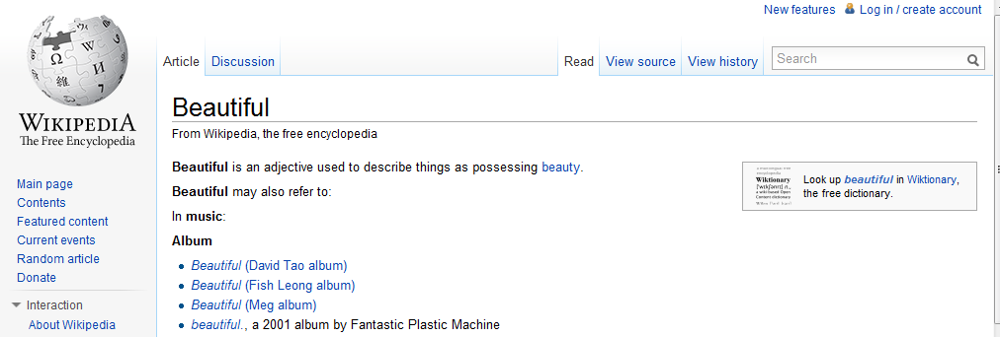 New features Log in / create account
Article Discussion Read View source View history Search
WIKIPEDIA
The Free Encyclopedia
Main page
Contents
Featured content
Current events
Random article
Donate
Interaction
About Wikipedia
Beautiful
From Wikipedia, the free encyclopedia
Beautiful is an adjective used to describe things as possessing beauty.
Beautiful may also refer to:
In music:
Album
Beautiful (David Tao album)
Beautiful (Fish Leong album)
Beautiful (Meg album)
beautiful., a 2001 album by Fantastic Plastic Machine
Wiktionary
Look up beautiful in Wiktionary,
the free dictionary.